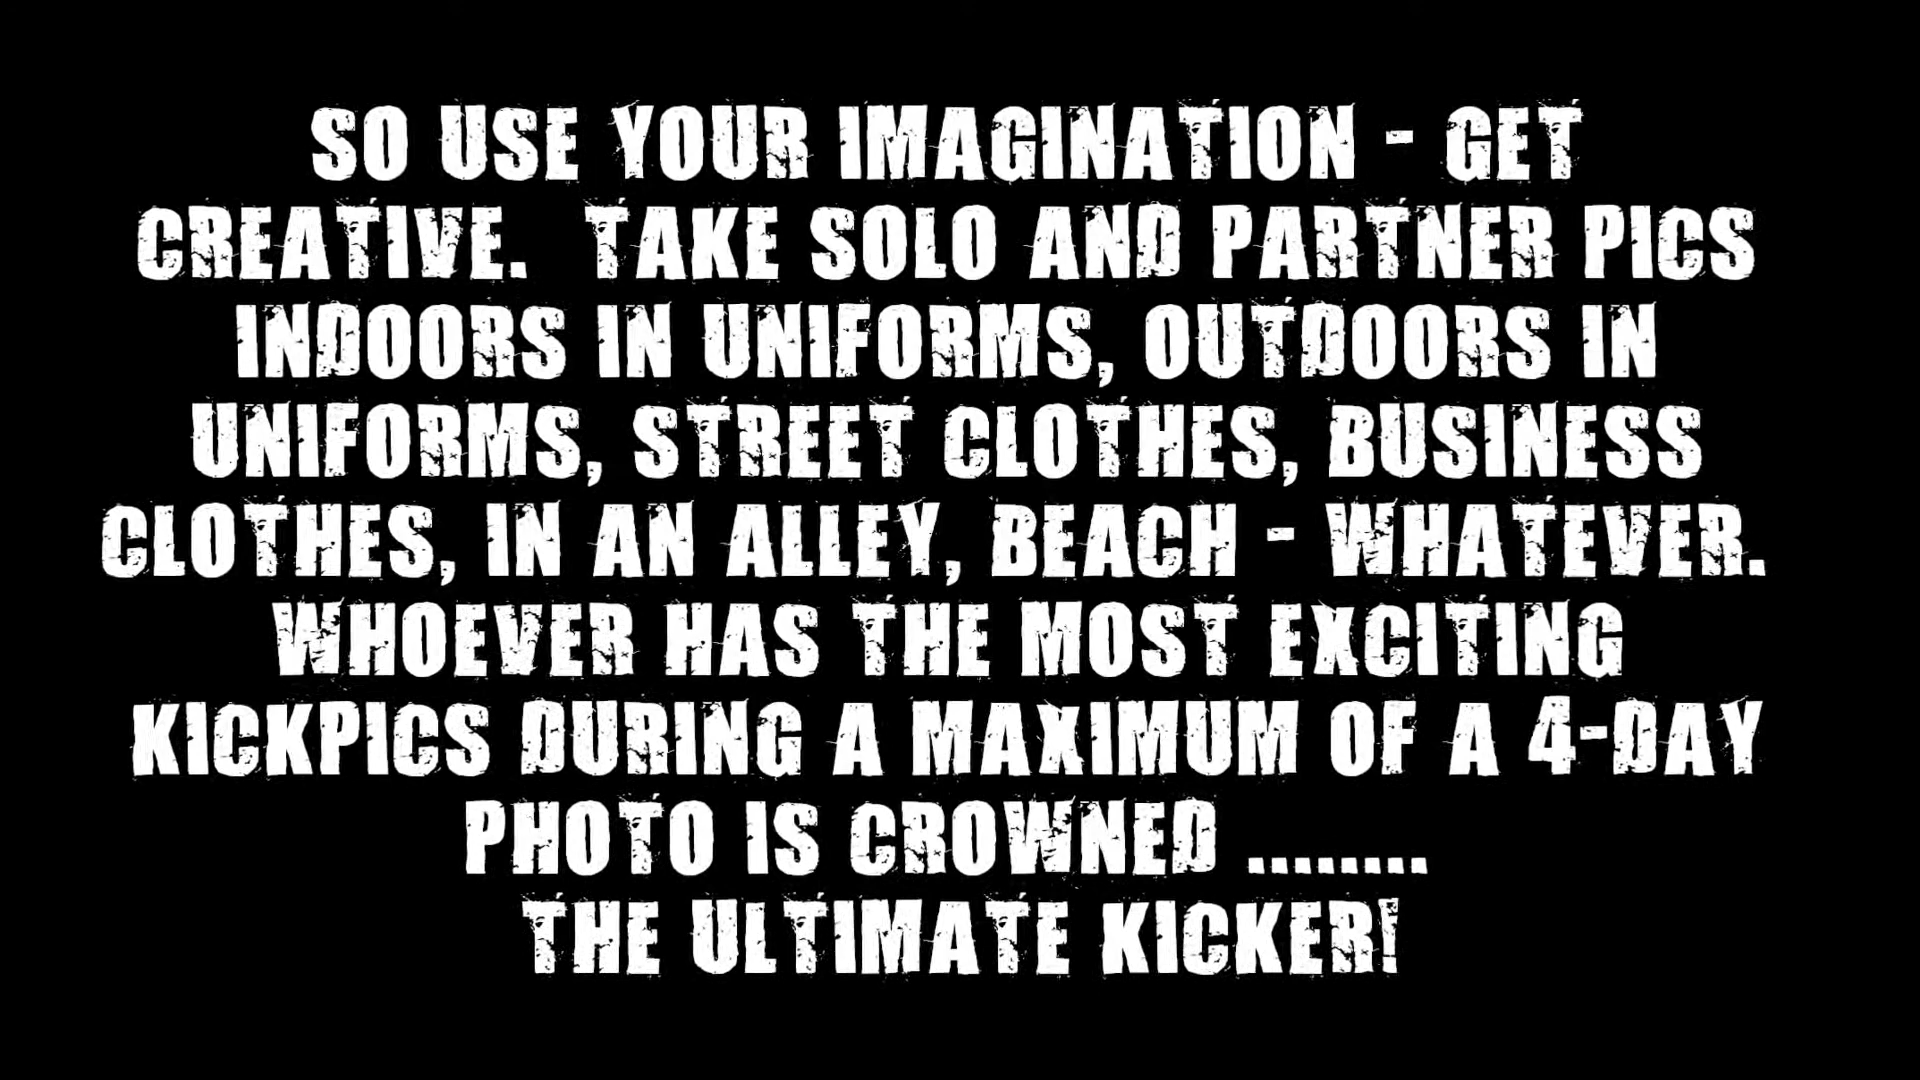 SO USE YOUR IMAGINATION - GET
CREATIVE. TAKE SOLO AND PARTNER PICS
INDOORS IN UNIFORMS, OUTDOORS IN
UNIFORMS, STREET CLOTHES, BUSINESS
CLOTHES, IN AN ALLEY, BEACH - WHATEVER.
WHOEVER HAS THE MOST EXCITING
KICKPICS DURING A MAXIMUM OF A 4-DAY
PHOTO IS CROWNED ........
THE ULTIMATE KICKER!